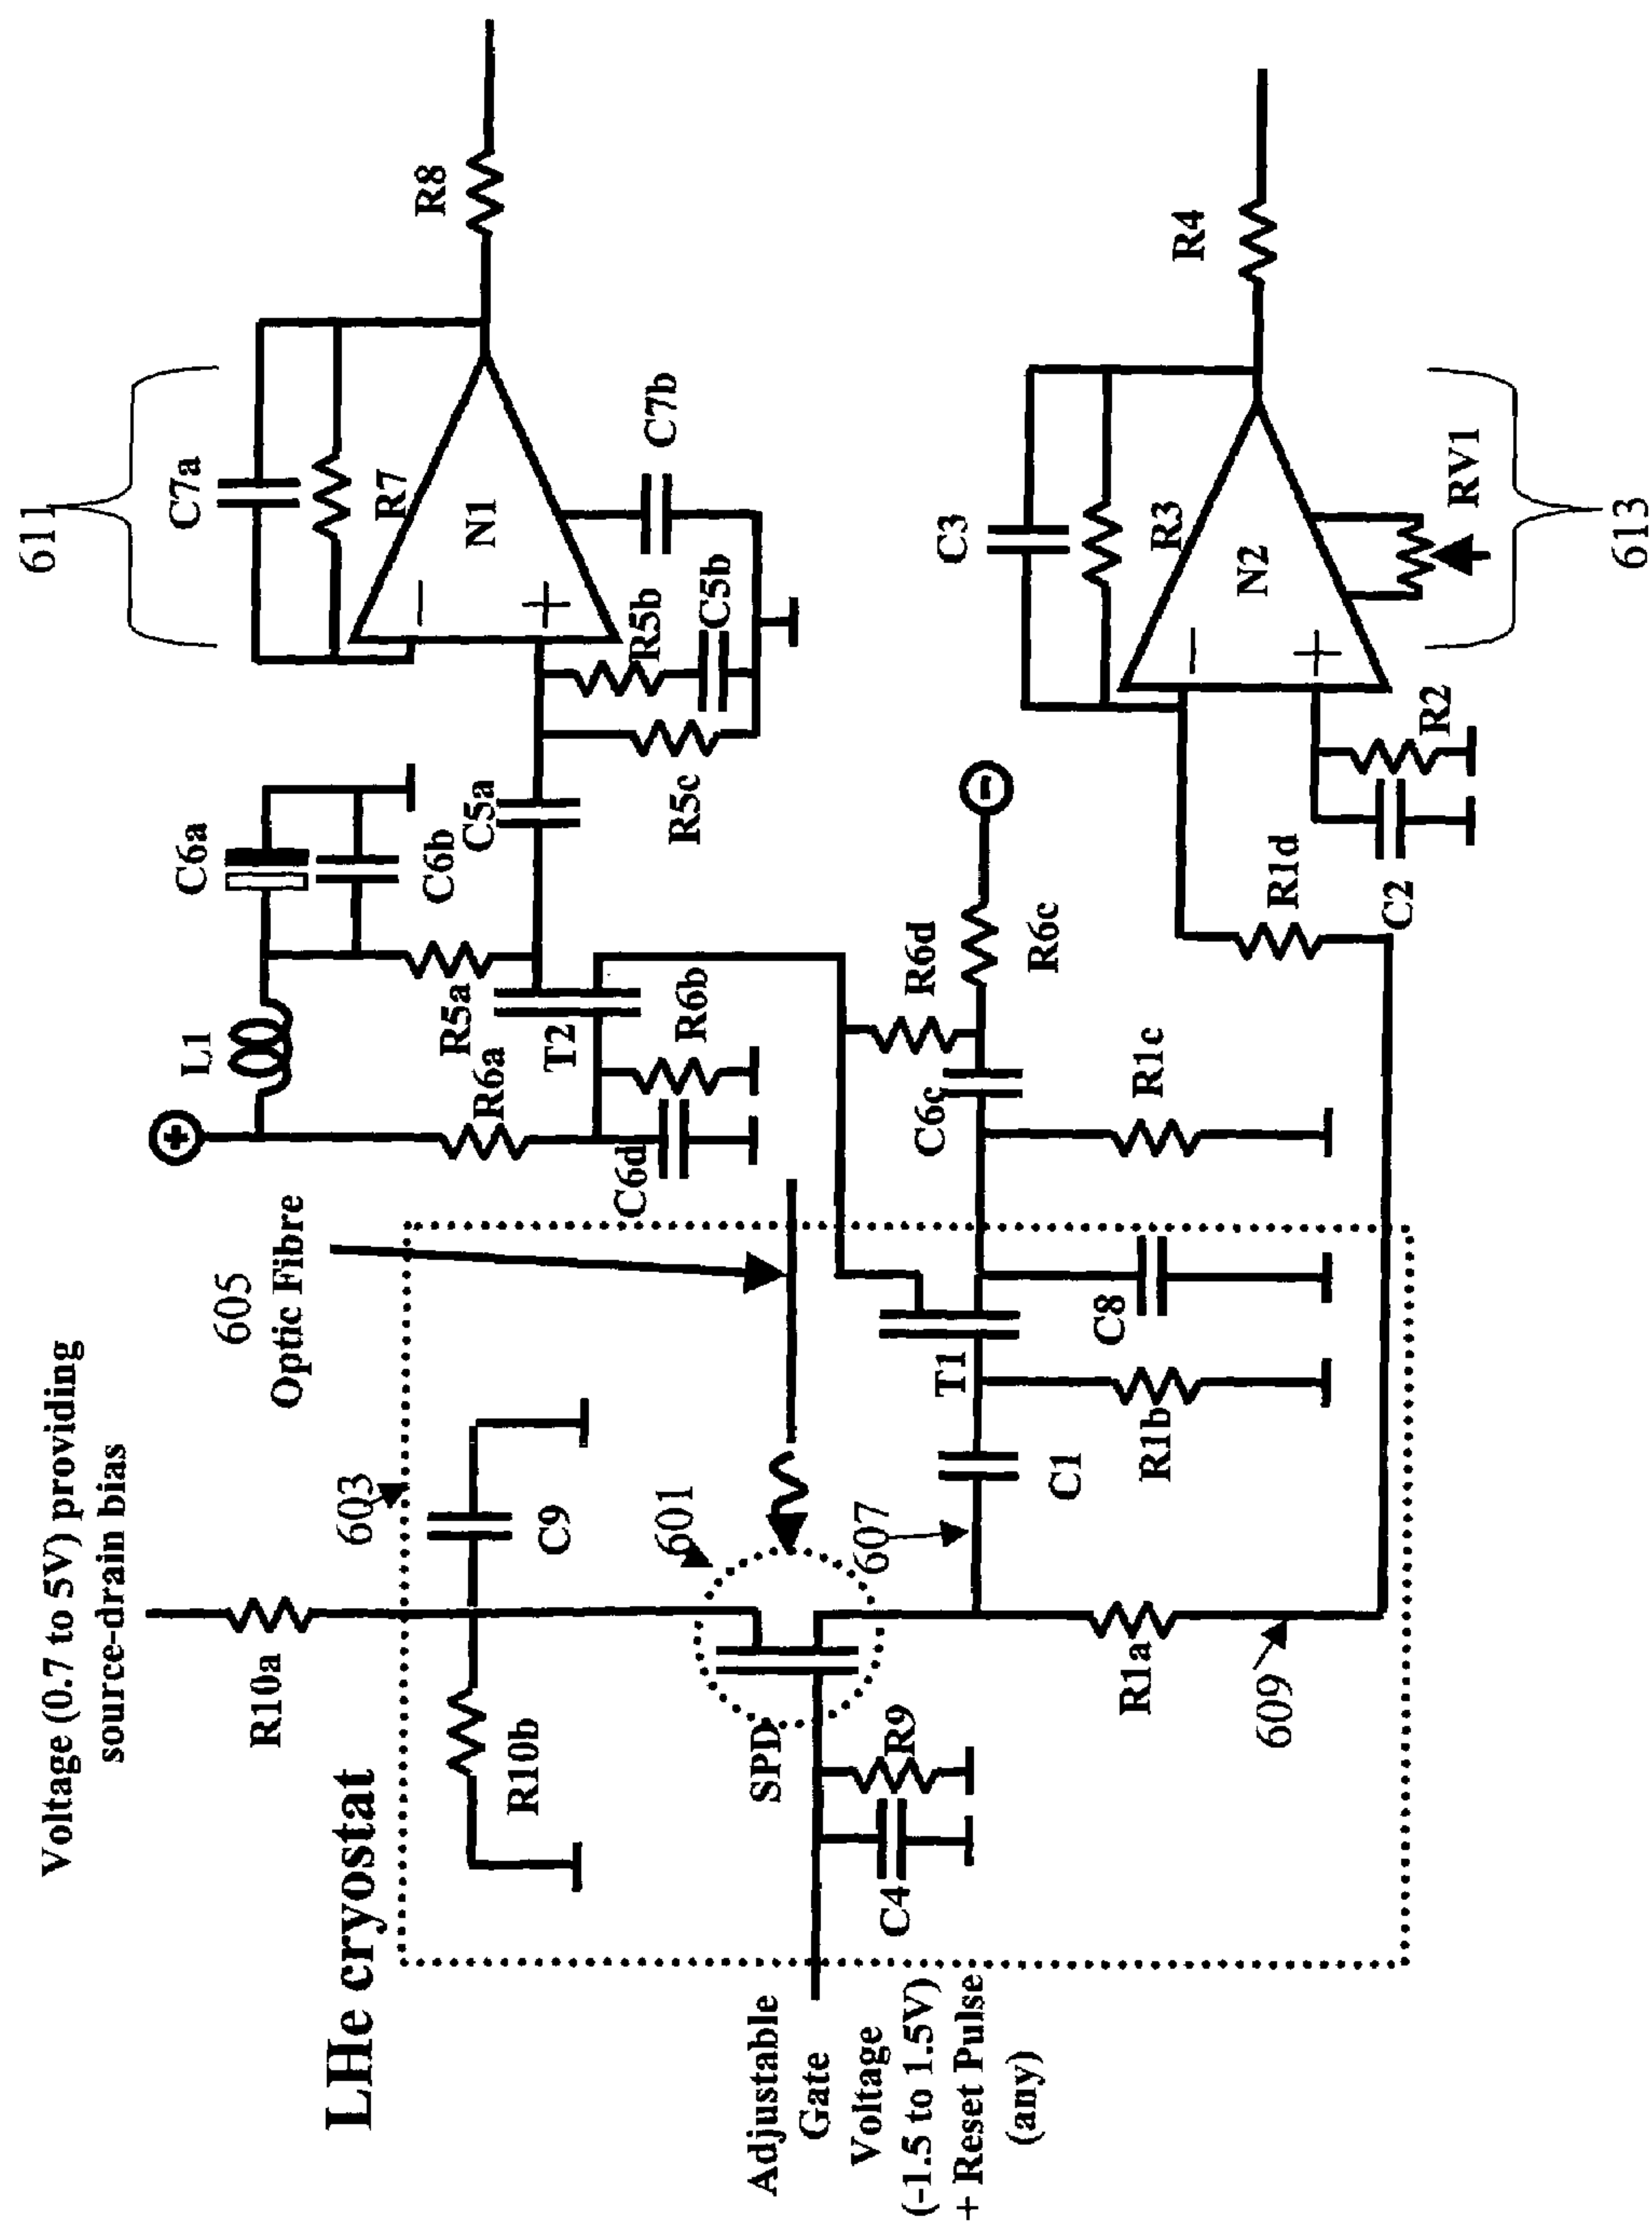 Voltage (0.7 to 5V) providing
source-drain bias
611
C7a
C6a
L1
605
Optic Fibre
R10a
LHe cryostat
603
R8
R7
N1
C7b
C6b
C5a
R5a
R6a
T2
R5b
C5b
R5c
R6b
C6d
C9
R10b
601
SPD
607
R9
C4
Adjustable
Gate
Voltage
(-1.5 to 1.5V)
+ Reset Pulse
(any)
R6d
R6c
C6c
R1c
T1
C8
C1
R1b
R1a
609
C3
R4
R3
N2
RV1
R2
C2
R1d
613